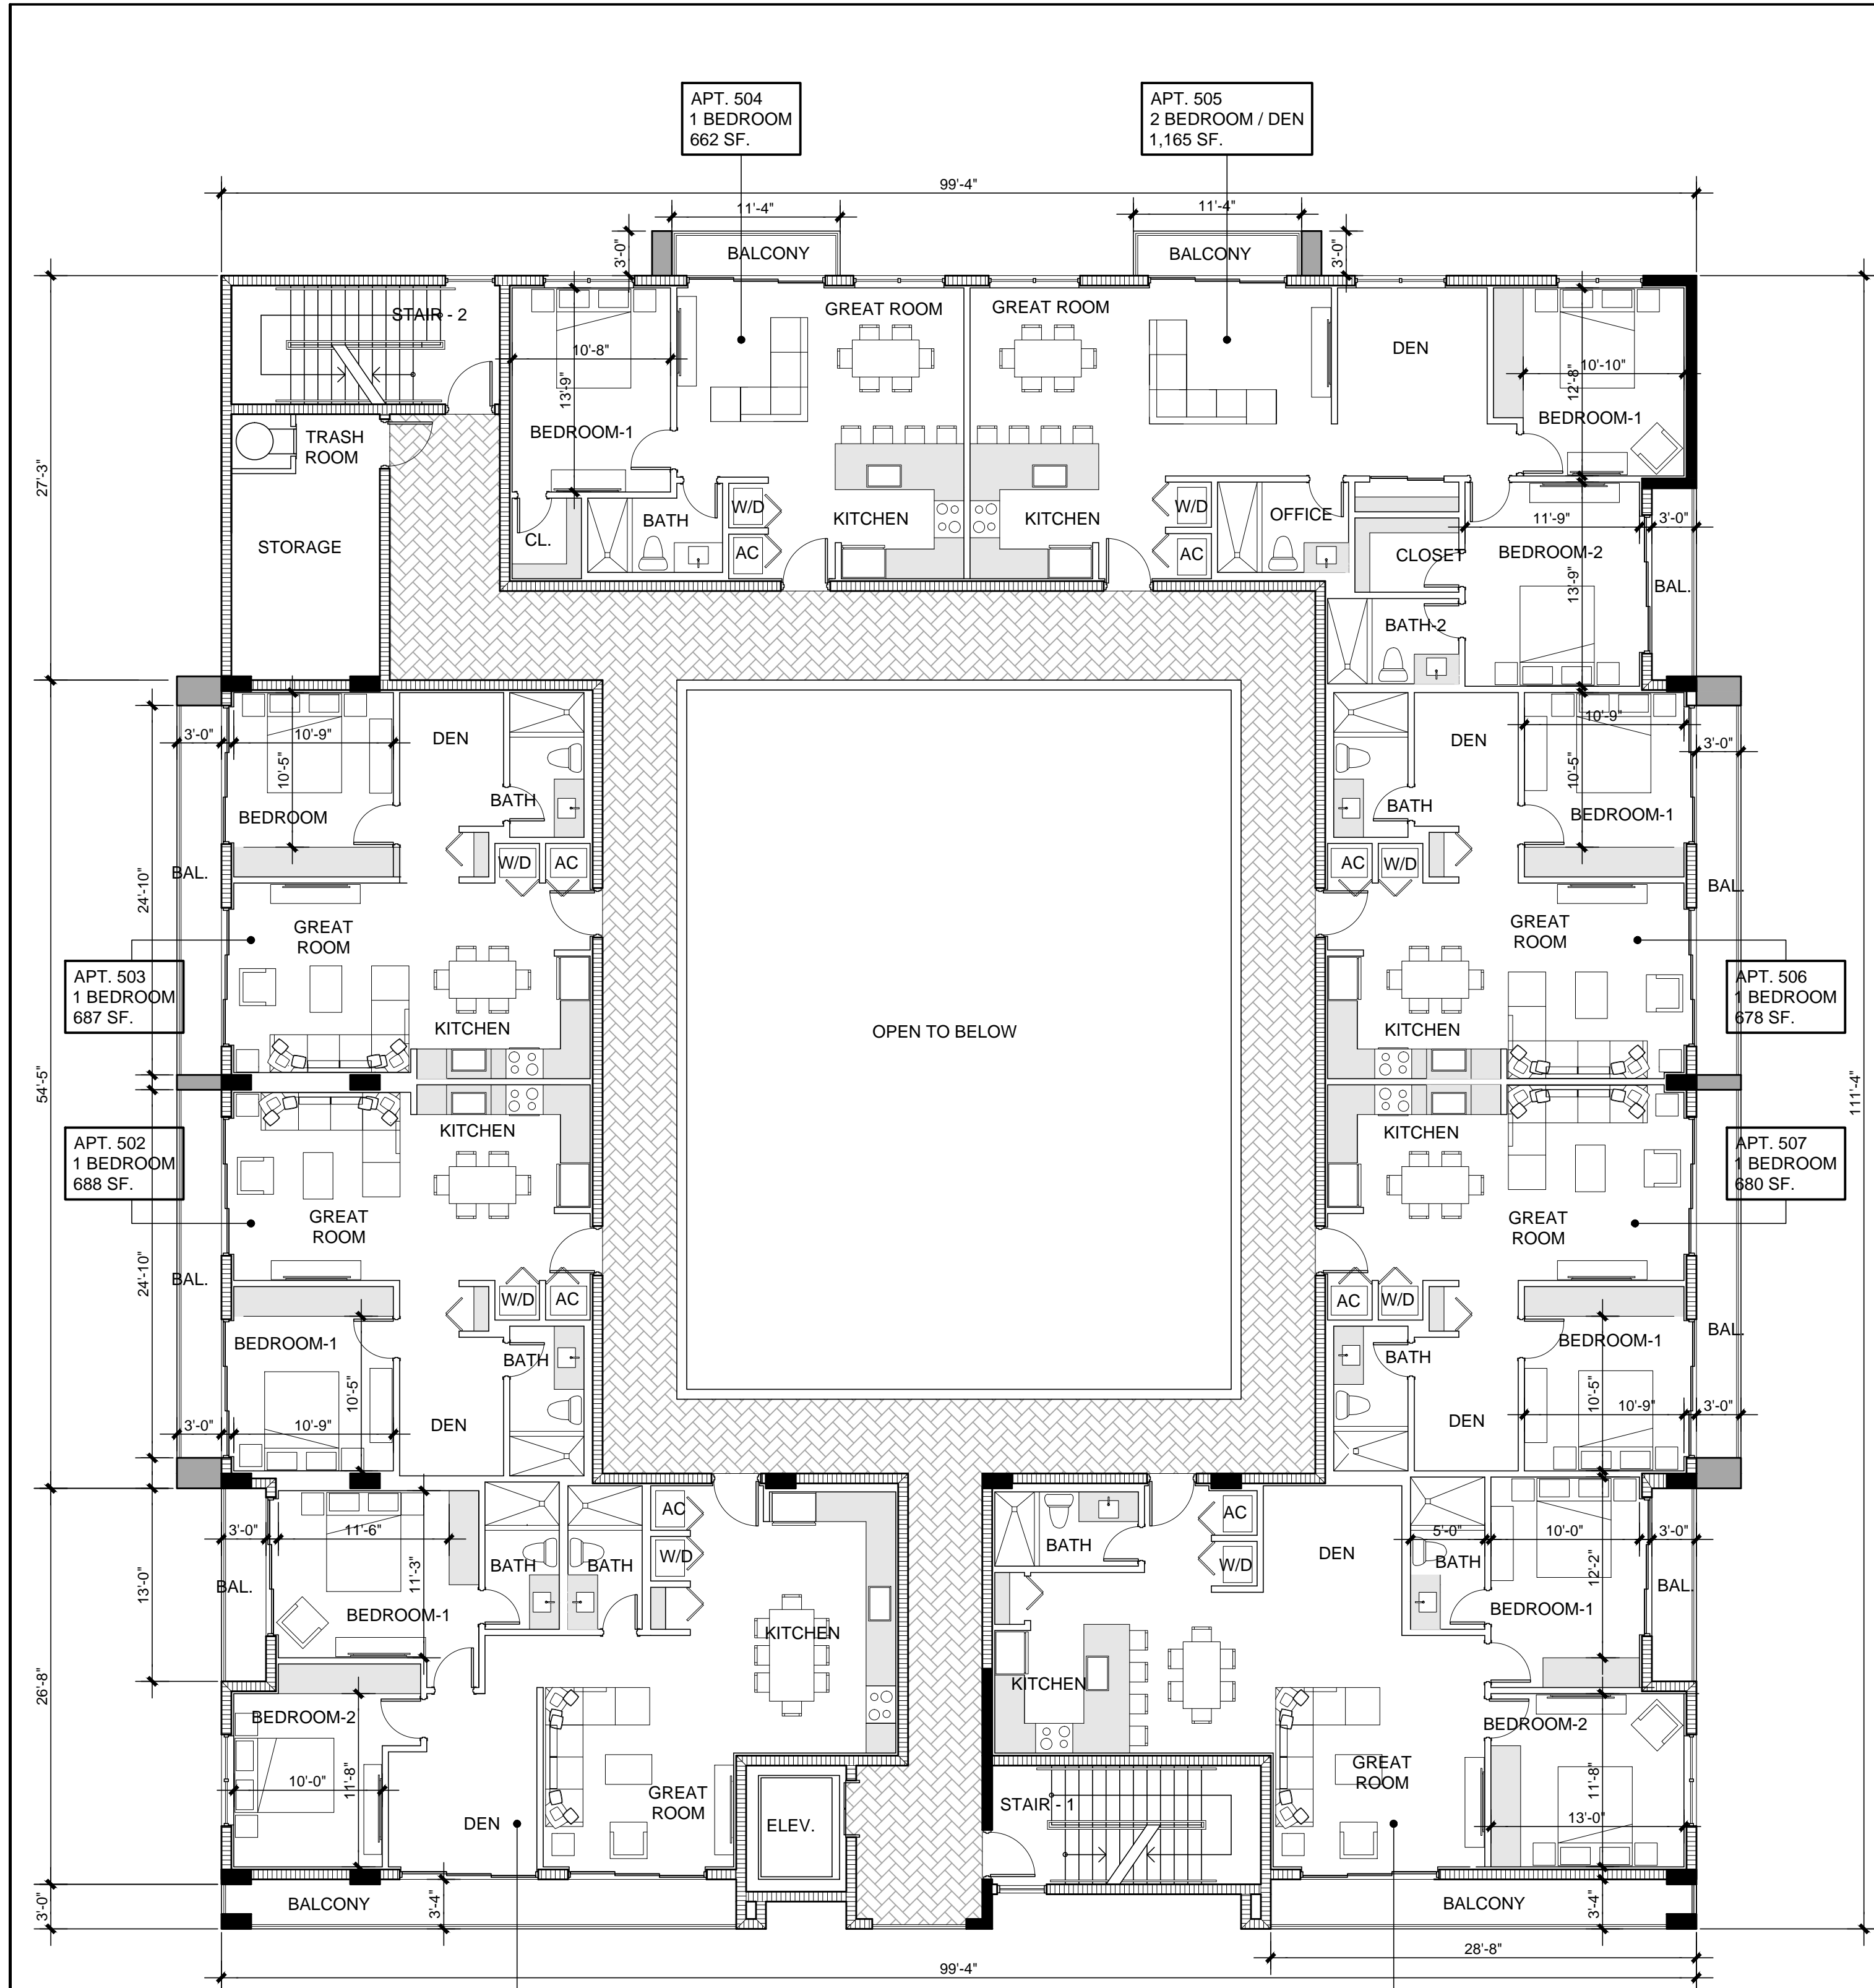 APT. 504
1 BEDROOM
662 SF.
APT. 505
2 BEDROOM / DEN
1,165 SF.
99'-4"
11'-4"
11'-4"
3'-0"
BALCONY
BALCONY
3'-0"
STAIR - 2
GREAT ROOM
GREAT ROOM
DEN
10'-8"
13'-9"
10'-10"
12'-8"
BEDROOM-1
BEDROOM-1
TRASH
ROOM
27'-3"
W/D
KITCHEN
KITCHEN
W/D
BATH
OFFICE
11'-9"
3'-0"
STORAGE
CL.
AC
AC
CLOSET
BEDROOM-2
13'-9"
BAL.
BATH-2
3'-0"
10'-9"
DEN
10'-5"
DEN
10'-9"
3'-0"
10'-5"
BEDROOM
BATH
BATH
BEDROOM-1
BAL.
24'-10"
W/D
AC
AC
W/D
BAL.
GREAT
ROOM
GREAT
ROOM
APT. 503
1 BEDROOM
687 SF.
APT. 506
1 BEDROOM
678 SF.
KITCHEN
OPEN TO BELOW
KITCHEN
54'-5"
111'-4"
KITCHEN
KITCHEN
APT. 502
1 BEDROOM
688 SF.
APT. 507
1 BEDROOM
680 SF.
GREAT
ROOM
GREAT
ROOM
24'-10"
BAL.
W/D
AC
AC
W/D
BEDROOM-1
BATH
BATH
BEDROOM-1
BAL.
10'-5"
10'-5"
3'-0"
10'-9"
DEN
DEN
10'-9"
3'-0"
3'-0"
11'-6"
AC
AC
5'-0"
10'-0"
3'-0"
BATH
DEN
11'-3"
BATH
BATH
W/D
W/D
BATH
12'-2"
13'-0"
BAL.
BAL.
BEDROOM-1
BEDROOM-1
KITCHEN
26'-8"
KITCHEN
BEDROOM-2
BEDROOM-2
10'-0"
11'-8"
GREAT
ROOM
GREAT
ROOM
11'-8"
STAIR - 1
13'-0"
DEN
ELEV.
3'-0"
BALCONY
3'-4"
BALCONY
3'-4"
28'-8"
99'-4"